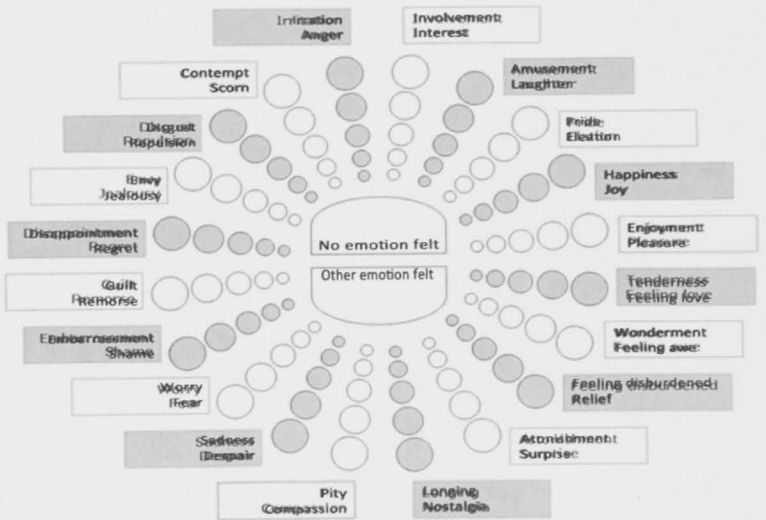 Irritation
Anger
Involvement
Interest
Contempt
Scorn
Amusement
Laughter
Disgust
Repulsion
Pride
Elation
Envy
Jealousy
Happiness
Joy
Disappointment
Regret
No emotion felt
Enjoyment
Pleasure
Guilt
Remorse
Other emotion felt
Tenderness
Feeling love
Embarrassment
Shame
Wonderment
Feeling awe
Worry
Fear
Feeling disburdened
Relief
Sadness
Despair
Atonishment
Surprise
Pity
Compassion
Longing
Nostalgia